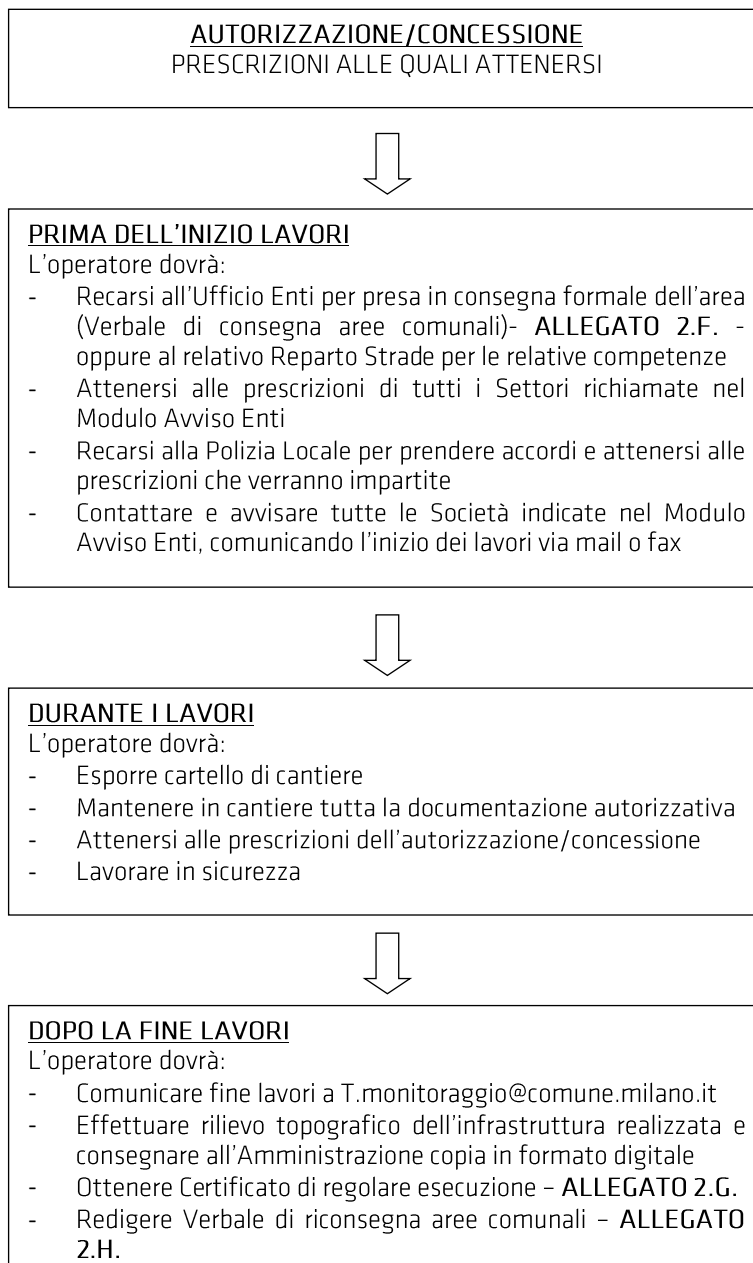 AUTORIZZAZIONE/CONCESSIONE
PRESCRIZIONI ALLE QUALI ATTENERSI
PRIMA DELL'INIZIO LAVORI
L'operatore dovrà:
- Recarsi all'Ufficio Enti per presa in consegna formale dell'area
(Verbale di consegna aree comunali)- ALLEGATO 2.F. -
oppure al relativo Reparto Strade per le relative competenze
- Attenersi alle prescrizioni di tutti i Settori richiamate nel
Modulo Avviso Enti
- Recarsi alla Polizia Locale per prendere accordi e attenersi alle
prescrizioni che verranno impartite
- Contattare e avvisare tutte le Società indicate nel Modulo
Avviso Enti, comunicando l'inizio dei lavori via mail o fax
DURANTE I LAVORI
L'operatore dovrà:
- Esporre cartello di cantiere
- Mantenere in cantiere tutta la documentazione autorizzativa
- Attenersi alle prescrizioni dell'autorizzazione/concessione
- Lavorare in sicurezza
DOPO LA FINE LAVORI
L'operatore dovrà:
- Comunicare fine lavori a T.monitoraggio@comune.milano.it
- Effettuare rilievo topografico dell'infrastruttura realizzata e
consegnare all'Amministrazione copia in formato digitale
- Ottenere Certificato di regolare esecuzione – ALLEGATO 2.G.
- Redigere Verbale di riconsegna aree comunali – ALLEGATO
2.H.